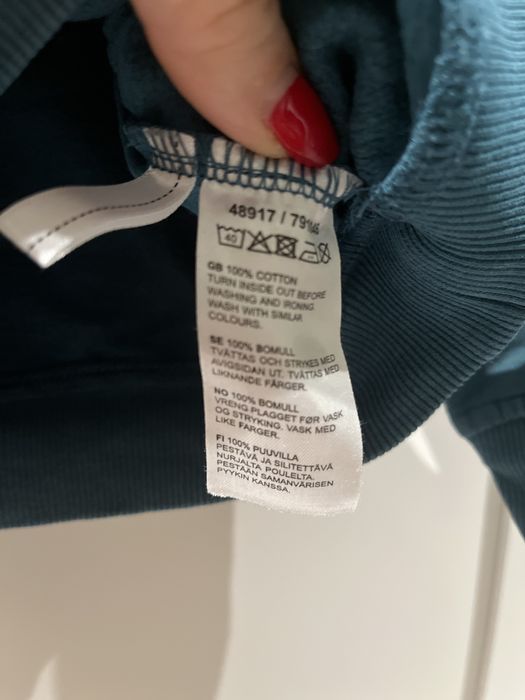 48917 /
40
GB 100% COTTON
TURN INSIDE OUT BEFORE
WASHING AND IRONING.
WASH WITH SIMILAR
COLOURS.
SE 100% BOMULL
TVÄTTAS OCH STRYKES MED
AVIGSIDAN UT. TVÄTTAS MED
LIKNANDE FÄRGER.
NO 100% BOMULL
VRENG PLAGGET FØR VASK
OG STRYKING. VASK MED
LIKE FARGER.
FI 100% PUUVILLA
PESTÄVÄ JA SILITETTÄVÄ
NURJALTA POULELTA.
PESTÄÄN SAMANVÄRISEN
PYYKIN KANSSA.